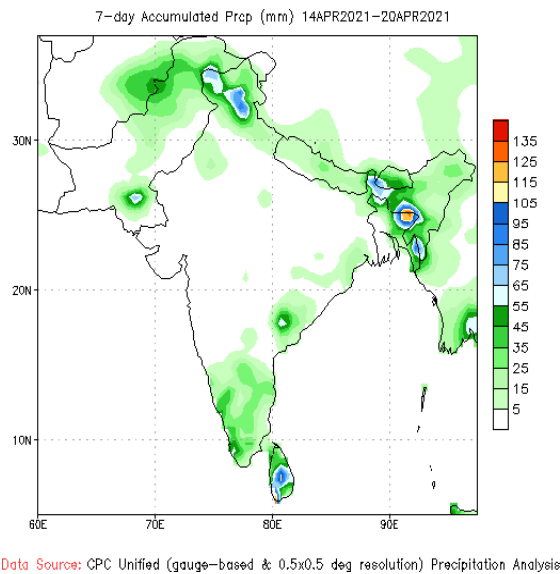 7-day Accumulated Prcp (mm) 14APR2021-20APR2021
30N
20N
10N
60E 70E 80E 90E
135
125
115
105
95
85
75
65
55
45
35
25
15
5
Data Source: CPC Unified (gauge-based & 0.5x0.5 deg resolution) Precipitation Analysis